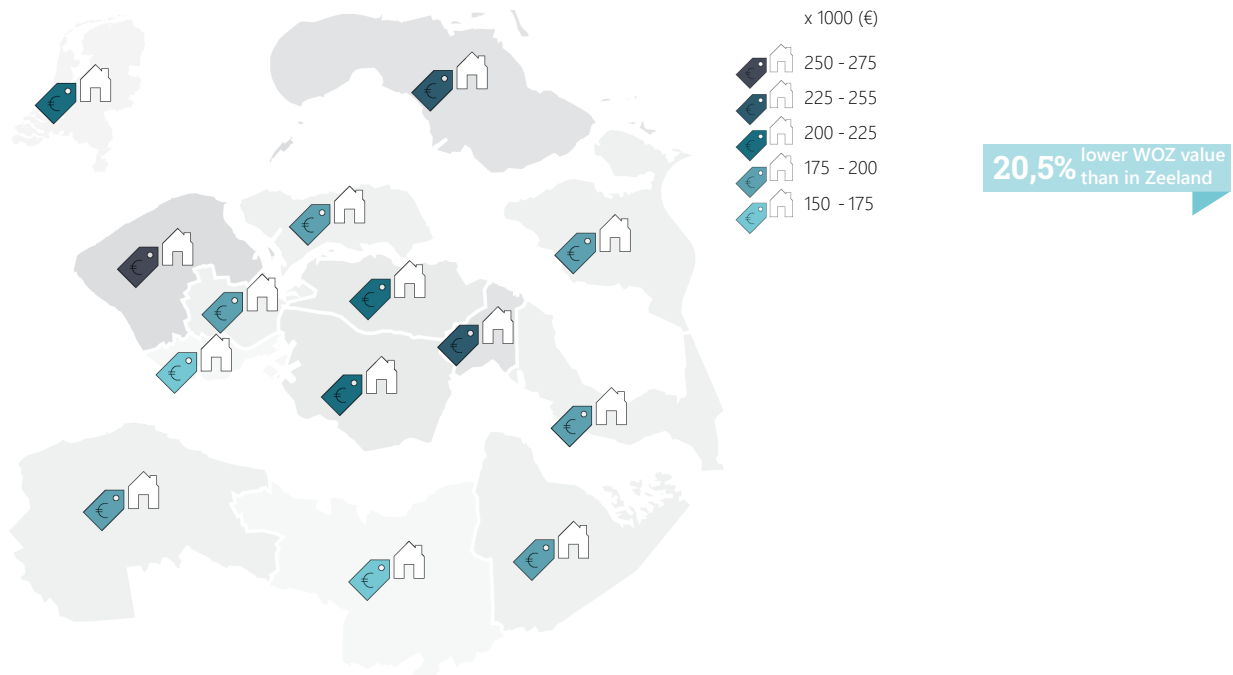 x 1000 (€)
250 - 275
225 - 255
200 - 225
175 - 200
150 - 175
20,5% lower WOZ value
than in Zeeland